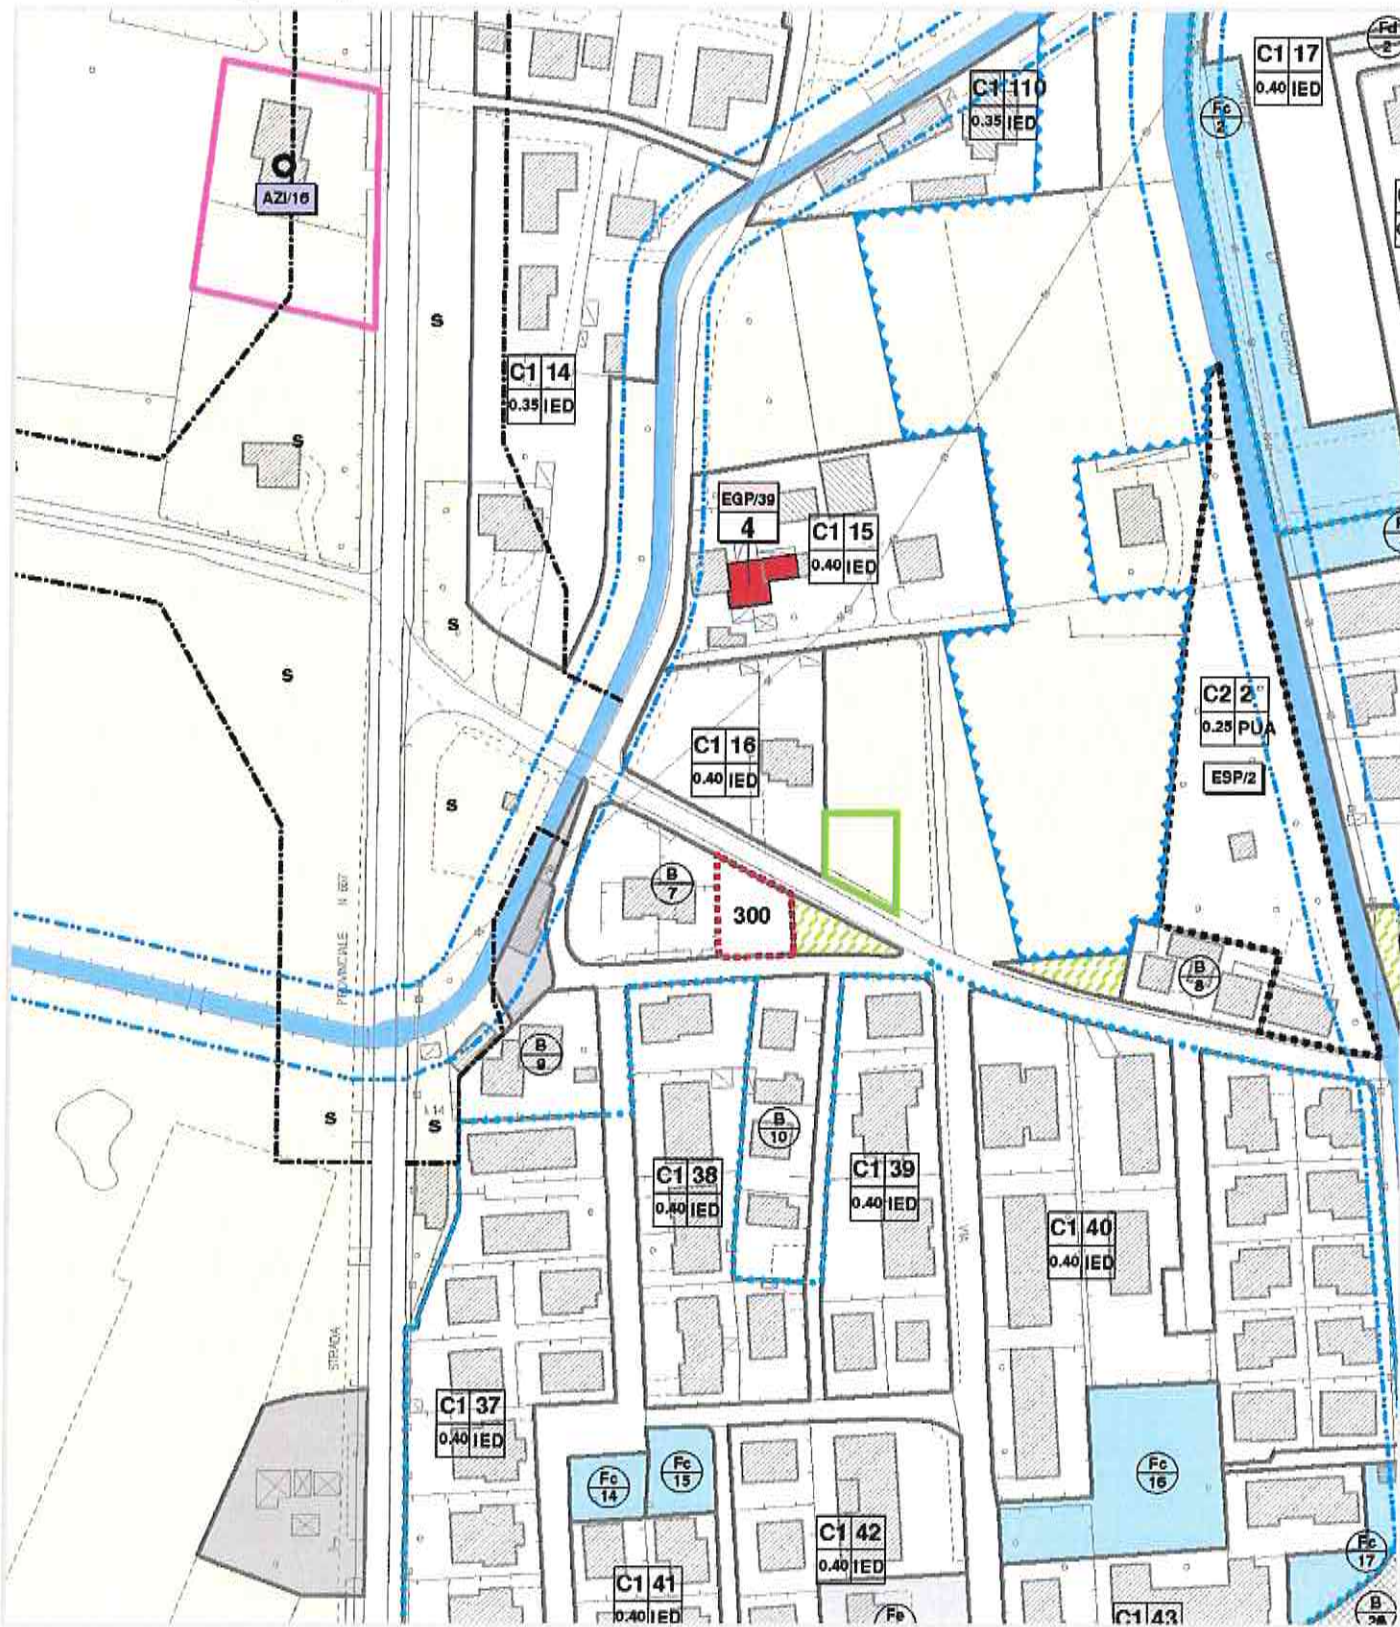 Fd
2
C1 17
0.40 IED
C1 110
0.35 IED
Fc
2
AZI/16
S
C1 14
0.35 IED
S
S
EGP/39
4
C1 15
0.40 IED
S
S
C2 2
0.25 PUA
C1 16
0.40 IED
S
B
7
300
PROVINCIALE N 667
B
8
B
9
S
S
B
10
C1 38
0.40 IED
C1 39
0.40 IED
C1 40
0.40 IED
VIA
STRADA
C1 37
0.40 IED
Fc
14
Fc
15
Fc
16
C1 42
0.40 IED
Fc
17
C1 41
0.40 IED
Fe
C1 43
B